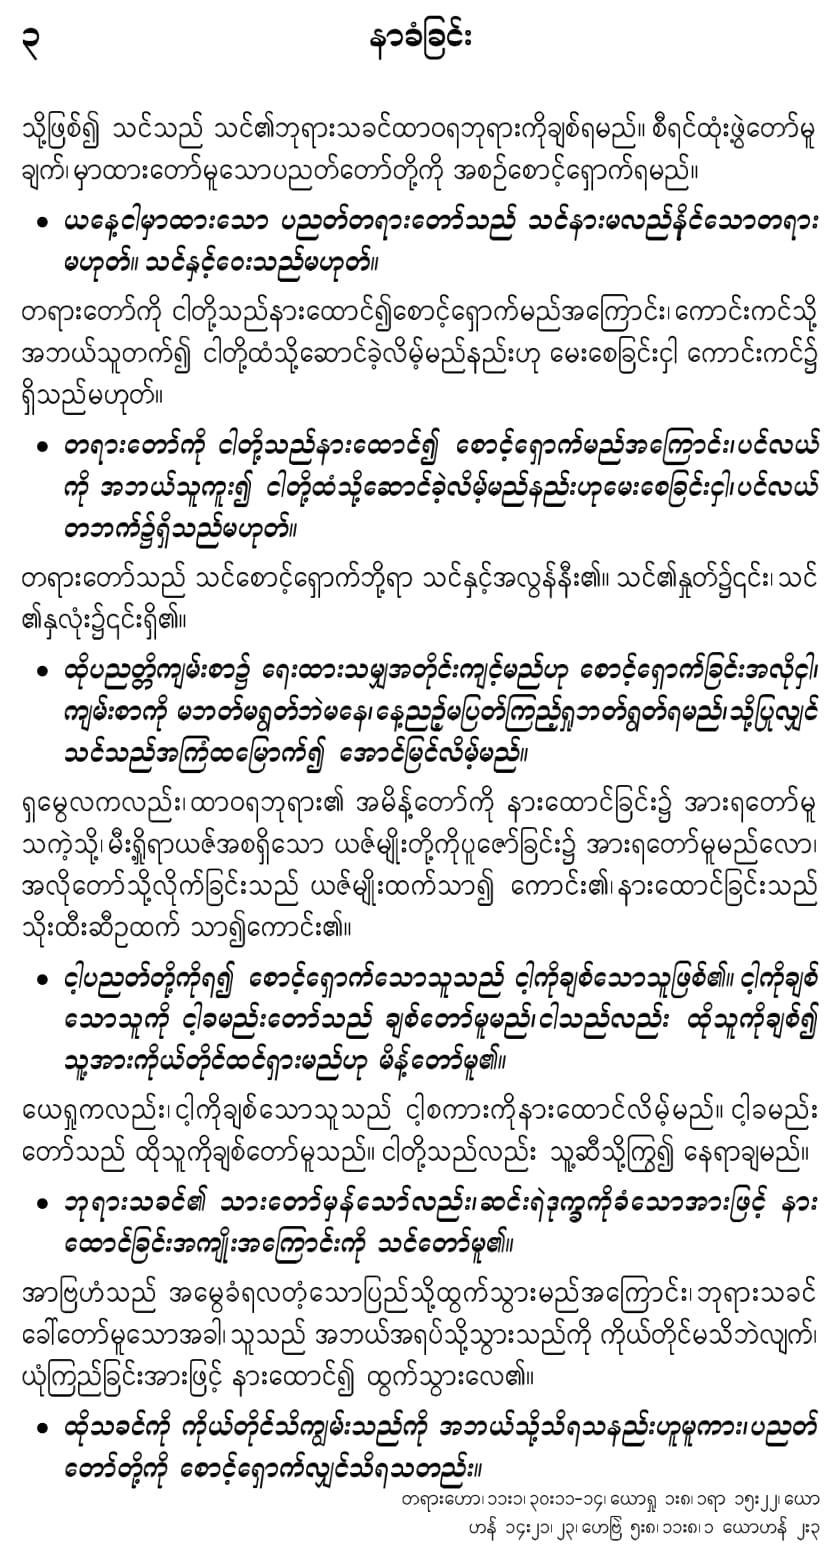 ၃
နာခံခြင်း
သို့ဖြစ်၍ သင်သည် သင်၏ဘုရားသခင်ထာဝရဘုရားကိုချစ်ရမည်။ စီရင်ထုံးဖွဲ့တော်မူ
ချက်၊ မှာထားတော်မူသောပညတ်တော်တို့ကို အစဉ်စောင့်ရှောက်ရမည်။
• ယနေ့ငါမှာထားသော ပညတ်တရားတော်သည် သင်နားမလည်နိုင်သောတရား
မဟုတ်။ သင်နှင့်ဝေးသည်မဟုတ်။
တရားတော်ကို ငါတို့သည်နားထောင်၍စောင့်ရှောက်မည်အကြောင်း၊ ကောင်းကင်သို့
အဘယ်သူတက်၍ ငါတို့ထံသို့ဆောင်ခဲ့လိမ့်မည်နည်းဟု မေးစေခြင်းငှါ ကောင်းကင်၌
ရှိသည်မဟုတ်။
• တရားတော်ကို ငါတို့သည်နားထောင်၍ စောင့်ရှောက်မည်အကြောင်း၊ ပင်လယ်
ကို အဘယ်သူကူး၍ ငါတို့ထံသို့ဆောင်ခဲ့လိမ့်မည်နည်းဟုမေးစေခြင်းငှါ၊ ပင်လယ်
တဘက်၌ရှိသည်မဟုတ်။
တရားတော်သည် သင်စောင့်ရှောက်ဘို့ရာ သင်နှင့်အလွန်နီး၏။ သင်၏နှုတ်၌၎င်း၊ သင်
၏နှလုံး၌၎င်းရှိ၏။
• ထိုပညတ္တိကျမ်းစာ၌ ရေးထားသမျှအတိုင်းကျင့်မည်ဟု စောင့်ရှောက်ခြင်းအလိုငှါ၊
ကျမ်းစာကို မဘတ်မရွတ်ဘဲမနေ၊ နေ့ညဉ့်မပြတ်ကြည့်ရှုဘတ်ရွတ်ရမည်၊ သို့ပြုလျှင်
သင်သည်အကြံထမြောက်၍ အောင်မြင်လိမ့်မည်။
ရှမွေလကလည်း၊ ထာဝရဘုရား၏ အမိန့်တော်ကို နားထောင်ခြင်း၌ အားရတော်မူ
သကဲ့သို့၊ မီးရှို့ရာယဇ်အစရှိသော ယဇ်မျိုးတို့ကိုပူဇော်ခြင်း၌ အားရတော်မူမည်လော၊
အလိုတော်သို့လိုက်ခြင်းသည် ယဇ်မျိုးထက်သာ၍ ကောင်း၏၊ နားထောင်ခြင်းသည်
သိုးထီးဆီဥထက် သာ၍ကောင်း၏။
• ငါ့ပညတ်တို့ကိုရ၍ စောင့်ရှောက်သောသူသည် ငါ့ကိုချစ်သောသူဖြစ်၏။ ငါ့ကိုချစ်
သောသူကို ငါ့ခမည်းတော်သည် ချစ်တော်မူမည်၊ ငါသည်လည်း ထိုသူကိုချစ်၍
သူ့အားကိုယ်တိုင်ထင်ရှားမည်ဟု မိန့်တော်မူ၏။
ယေရှုကလည်း၊ ငါ့ကိုချစ်သောသူသည် ငါ့စကားကိုနားထောင်လိမ့်မည်။ ငါ့ခမည်း
တော်သည် ထိုသူကိုချစ်တော်မူသည်။ ငါတို့သည်လည်း သူ့ဆီသို့ကြွ၍ နေရာချမည်။
• ဘုရားသခင်၏ သားတော်မှန်သော်လည်း၊ ဆင်းရဲဒုက္ခကိုခံသောအားဖြင့် နား
ထောင်ခြင်းအကျိုးအကြောင်းကို သင်တော်မူ၏။
အာဗြဟံသည် အမွေခံရလတံ့သောပြည်သို့ထွက်သွားမည်အကြောင်း၊ ဘုရားသခင်
ခေါ်တော်မူသောအခါ၊ သူသည် အဘယ်အရပ်သို့သွားသည်ကို ကိုယ်တိုင်မသိဘဲလျက်၊
ယုံကြည်ခြင်းအားဖြင့် နားထောင်၍ ထွက်သွားလေ၏။
• ထိုသခင်ကို ကိုယ်တိုင်သိကျွမ်းသည်ကို အဘယ်သို့သိရသနည်းဟူမူကား၊ ပညတ်
တော်တို့ကို စောင့်ရှောက်လျှင်သိရသတည်း။
တရားဟော၊ ၁၁း၁၊ ၃၀း၁၁-၁၄၊ ယောရှု ၁း၈၊ ၁ရာ ၁၅း၂၂၊ ယော
ဟန် ၁၄း၂၁၊ ၂၃၊ ဟေဗြဲ ၅း၈၊ ၁၁း၈၊ ၁ ယောဟန် ၂း၃